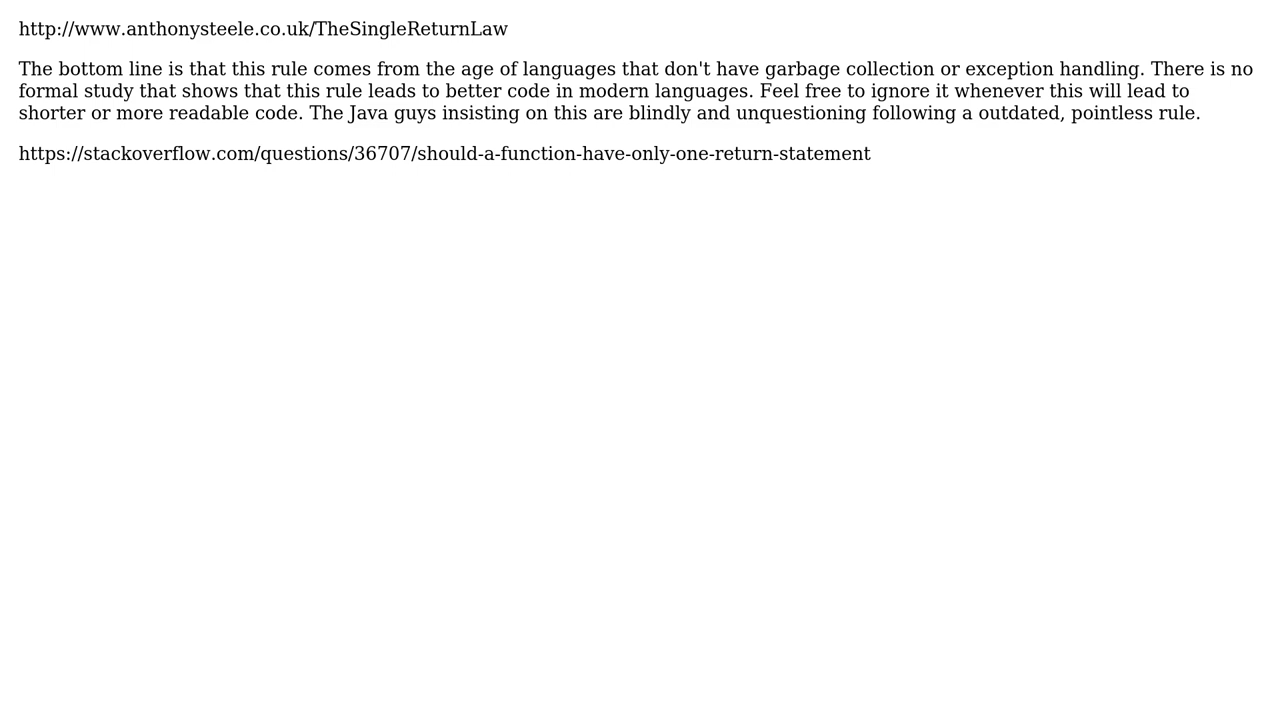 http://www.anthonysteele.co.uk/TheSingleReturnLaw
The bottom line is that this rule comes from the age of languages that don't have garbage collection or exception handling. There is no
formal study that shows that this rule leads to better code in modern languages. Feel free to ignore it whenever this will lead to
shorter or more readable code. The Java guys insisting on this are blindly and unquestioning following a outdated, pointless rule.
https://stackoverflow.com/questions/36707/should-a-function-have-only-one-return-statement